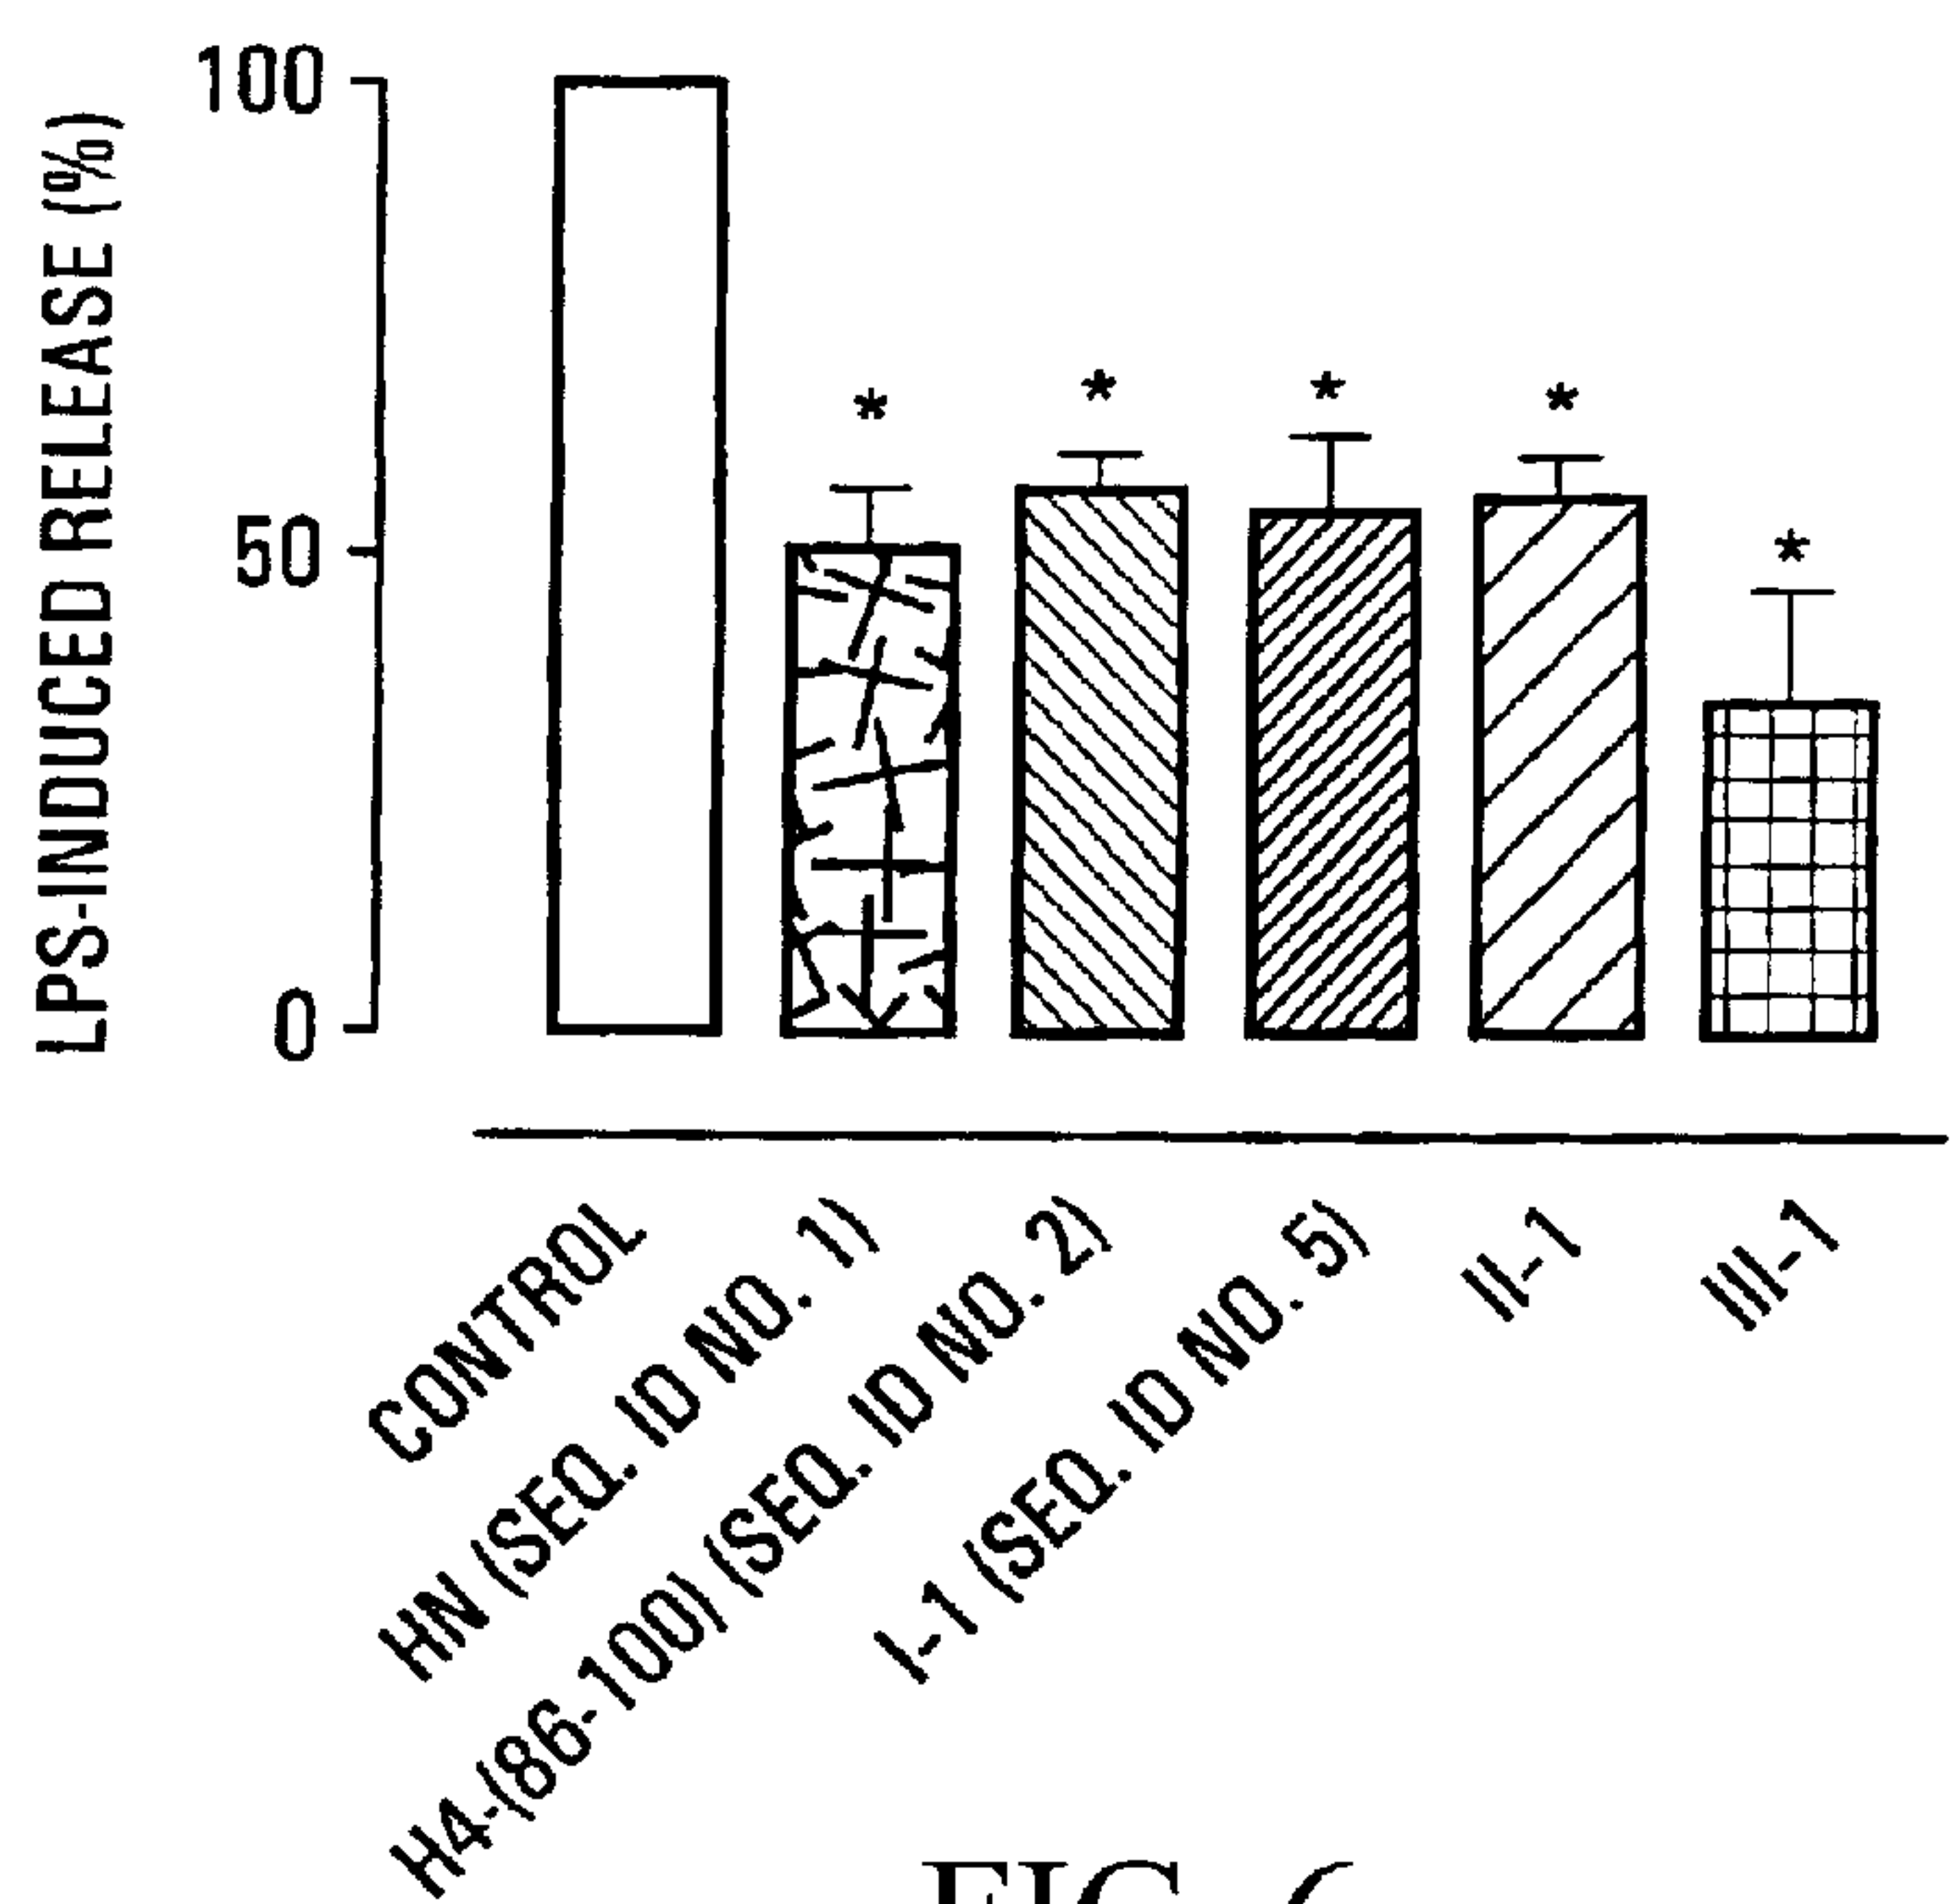 LPS-INDUCED RELEASE (%)
100
50
0
*
*
*
*
*
CONTROL
HN (SEQ. ID NO. 1)
H4-(86-100) (SEQ. ID NO. 2)
I-1 (SEQ. ID NO. 5)
II-1
III-1
FIG.